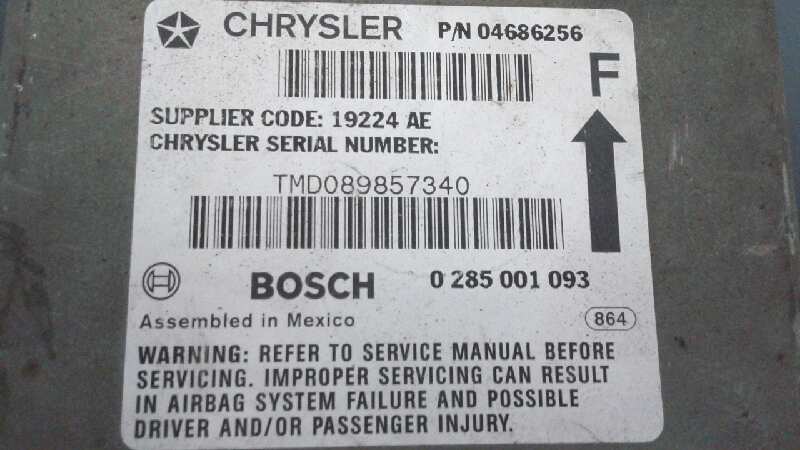 CHRYSLER P/N 04686256
F
SUPPLIER CODE: 19224 AE
CHRYSLER SERIAL NUMBER:
TMD089857340
BOSCH 0 285 001 093
Assembled in Mexico 864
WARNING: REFER TO SERVICE MANUAL BEFORE
SERVICING. IMPROPER SERVICING CAN RESULT
IN AIRBAG SYSTEM FAILURE AND POSSIBLE
DRIVER AND/OR PASSENGER INJURY.